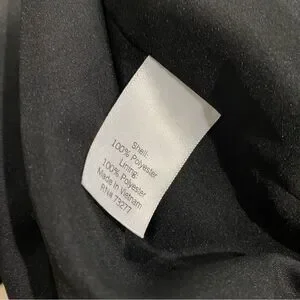 Shell:
100% Polyester
Lining:
100% Polyester
Made in Vietnam
RN# 73277